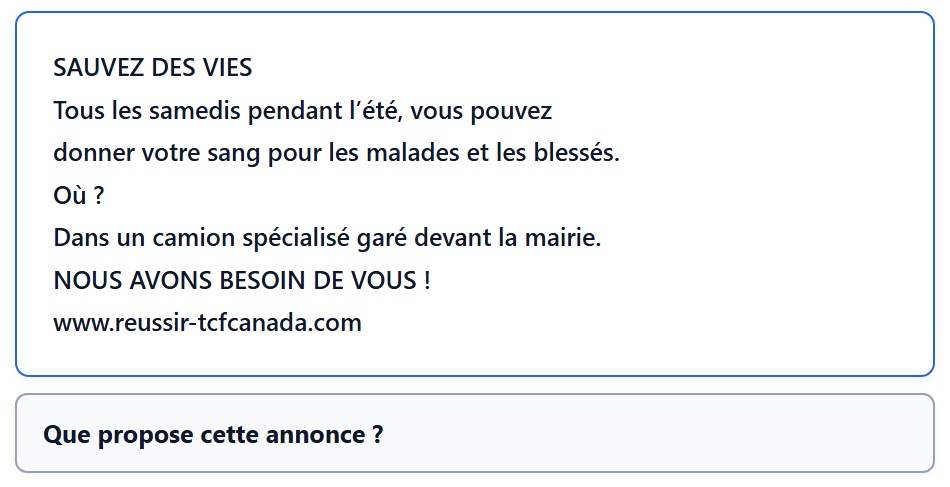 SAUVEZ DES VIES
Tous les samedis pendant l’été, vous pouvez
donner votre sang pour les malades et les blessés.
Où ?
Dans un camion spécialisé garé devant la mairie.
NOUS AVONS BESOIN DE VOUS !
www.reussir-tcfcanada.com
Que propose cette annonce ?